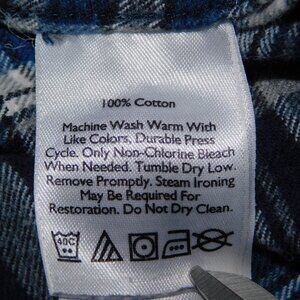 100% Cotton
Machine Wash Warm With
Like Colors, Durable Press
Cycle. Only Non-Chlorine Bleach
When Needed. Tumble Dry Low.
Remove Promptly. Steam Ironing
May Be Required For
Restoration. Do Not Dry Clean.
40C